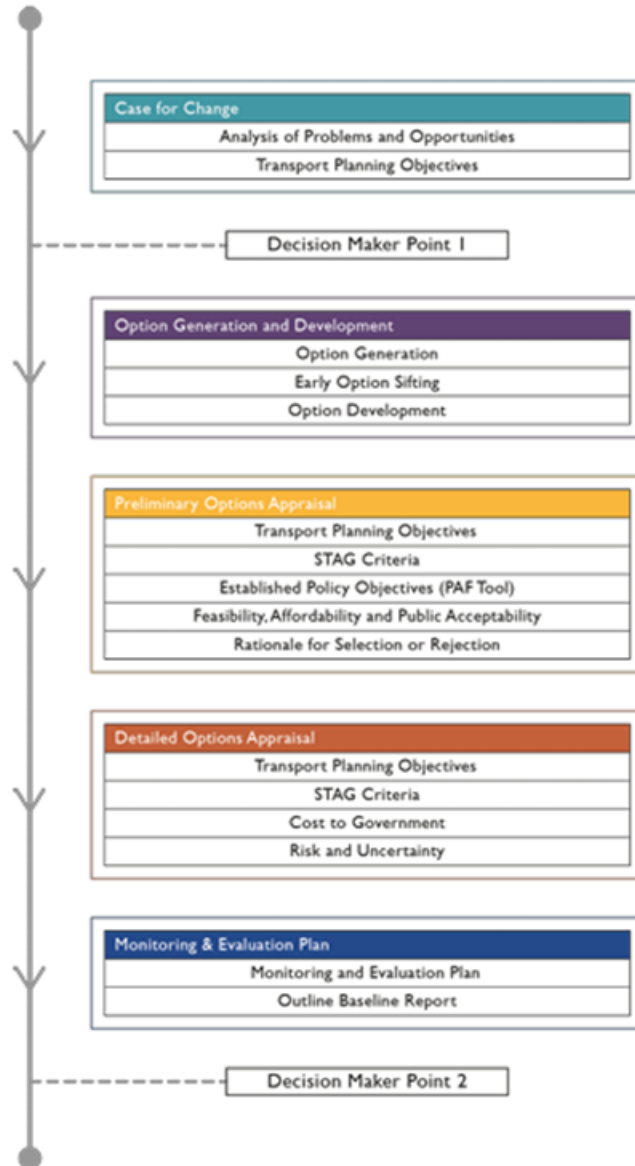 Case for Change
Analysis of Problems and Opportunities
Transport Planning Objectives
Decision Maker Point 1
Option Generation and Development
Option Generation
Early Option Sifting
Option Development
Preliminary Options Appraisal
Transport Planning Objectives
STAG Criteria
Established Policy Objectives (PAF Tool)
Feasibility, Affordability and Public Acceptability
Rationale for Selection or Rejection
Detailed Options Appraisal
Transport Planning Objectives
STAG Criteria
Cost to Government
Risk and Uncertainty
Monitoring & Evaluation Plan
Monitoring and Evaluation Plan
Outline Baseline Report
Decision Maker Point 2